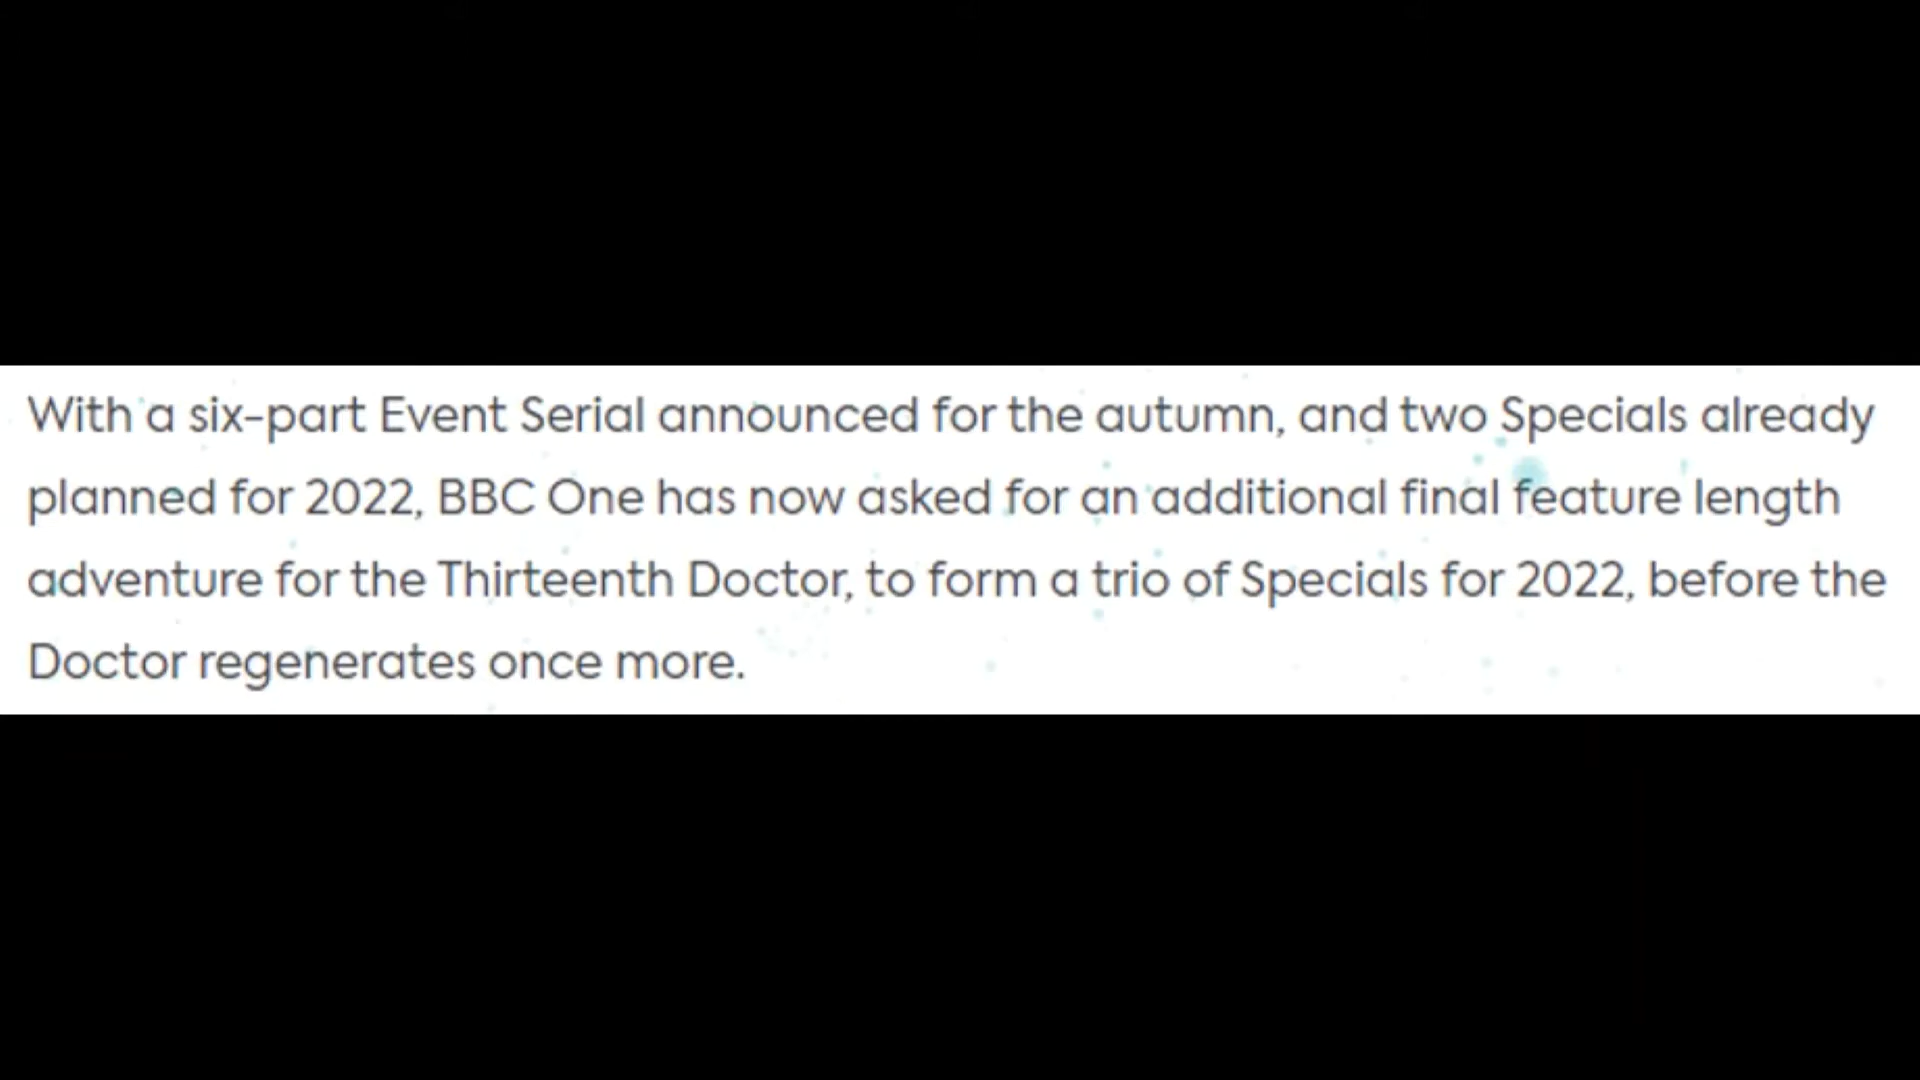 With a six-part Event Serial announced for the autumn, and two Specials already
planned for 2022, BBC One has now asked for an additional final feature length
adventure for the Thirteenth Doctor, to form a trio of Specials for 2022, before the
Doctor regenerates once more.